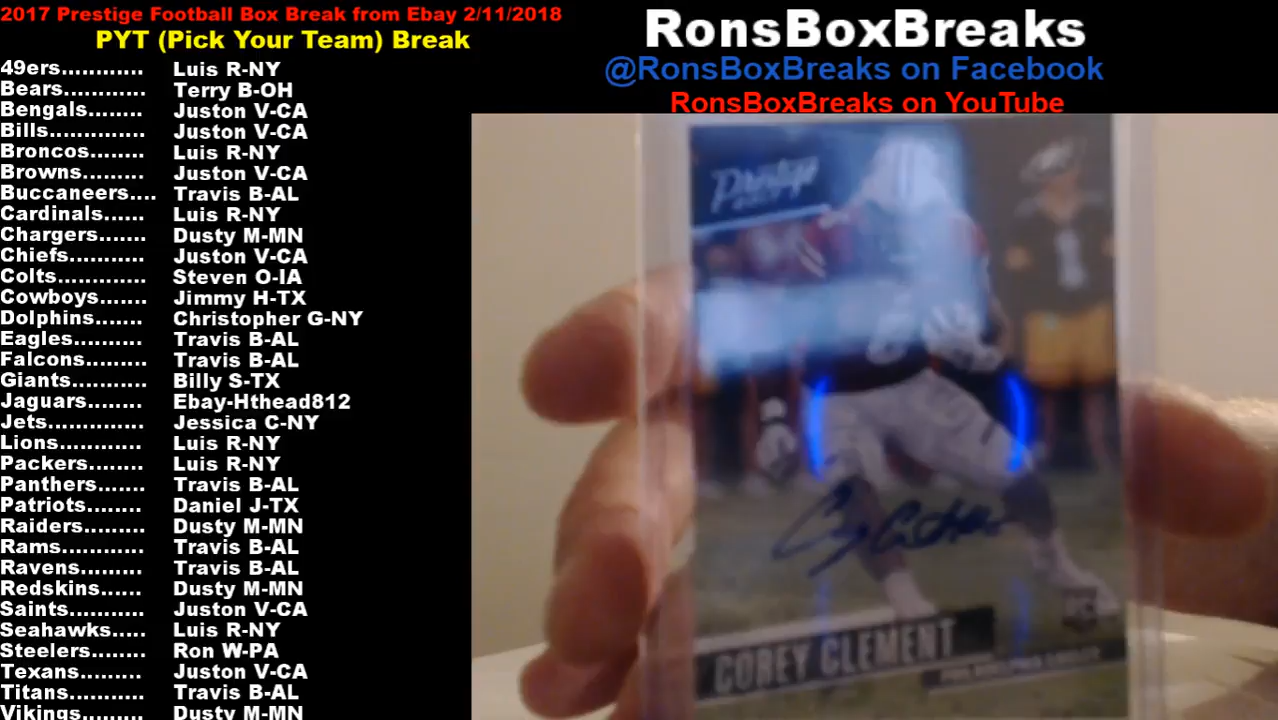 2017 Prestige Football Box Break from Ebay 2/11/2018
PYT (Pick Your Team) Break
49ers............ Luis R-NY
Bears............ Terry B-OH
Bengals........ Juston V-CA
Bills.............. Juston V-CA
Broncos........ Luis R-NY
Browns......... Juston V-CA
Buccaneers.... Travis B-AL
Cardinals...... Luis R-NY
Chargers....... Dusty M-MN
Chiefs........... Juston V-CA
Colts............. Steven O-IA
Cowboys....... Jimmy H-TX
Dolphins....... Christopher G-NY
Eagles.......... Travis B-AL
Falcons......... Travis B-AL
Giants........... Billy S-TX
Jaguars........ Ebay-Hthead812
Jets.............. Jessica C-NY
Lions............ Luis R-NY
Packers........ Luis R-NY
Panthers....... Travis B-AL
Patriots........ Daniel J-TX
Raiders......... Dusty M-MN
Rams............ Travis B-AL
Ravens......... Travis B-AL
Redskins...... Dusty M-MN
Saints........... Juston V-CA
Seahawks..... Luis R-NY
Steelers........ Ron W-PA
Texans......... Juston V-CA
Titans........... Travis B-AL
Vikings......... Dusty M-MN
RonsBoxBreaks
@RonsBoxBreaks on Facebook
RonsBoxBreaks on YouTube
Prestige
COREY CLEMENT
PHILADELPHIA EAGLES
RC